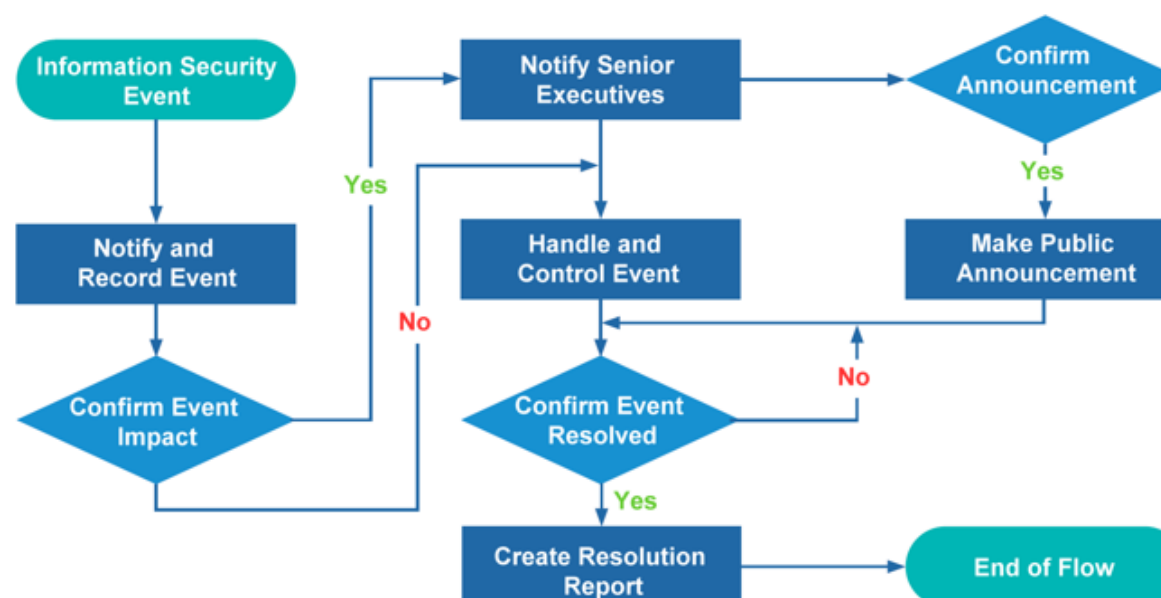 Information Security
Event
Notify Senior
Executives
Confirm
Announcement
Yes
Yes
Notify and
Record Event
Handle and
Control Event
Make Public
Announcement
No
No
Confirm Event
Impact
Confirm Event
Resolved
Yes
Create Resolution
Report
End of Flow